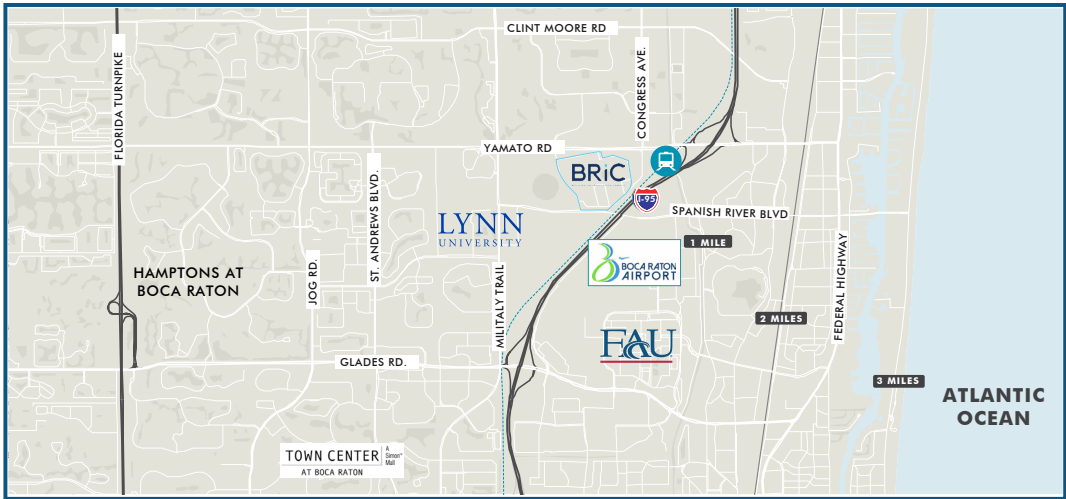 CLINT MOORE RD
FLORIDA TURNPIKE
CONGRESS AVE.
YAMATO RD
BRiC
I-95
ST. ANDREWS BLVD.
SPANISH RIVER BLVD
LYNN
UNIVERSITY
1 MILE
BOCA RATON
AIRPORT
HAMPTONS AT
BOCA RATON
JOG RD.
MILITALY TRAIL
FEDERAL HIGHWAY
2 MILES
FAU
GLADES RD.
3 MILES
ATLANTIC
OCEAN
TOWN CENTER
AT BOCA RATON
A
Simon®
Mall